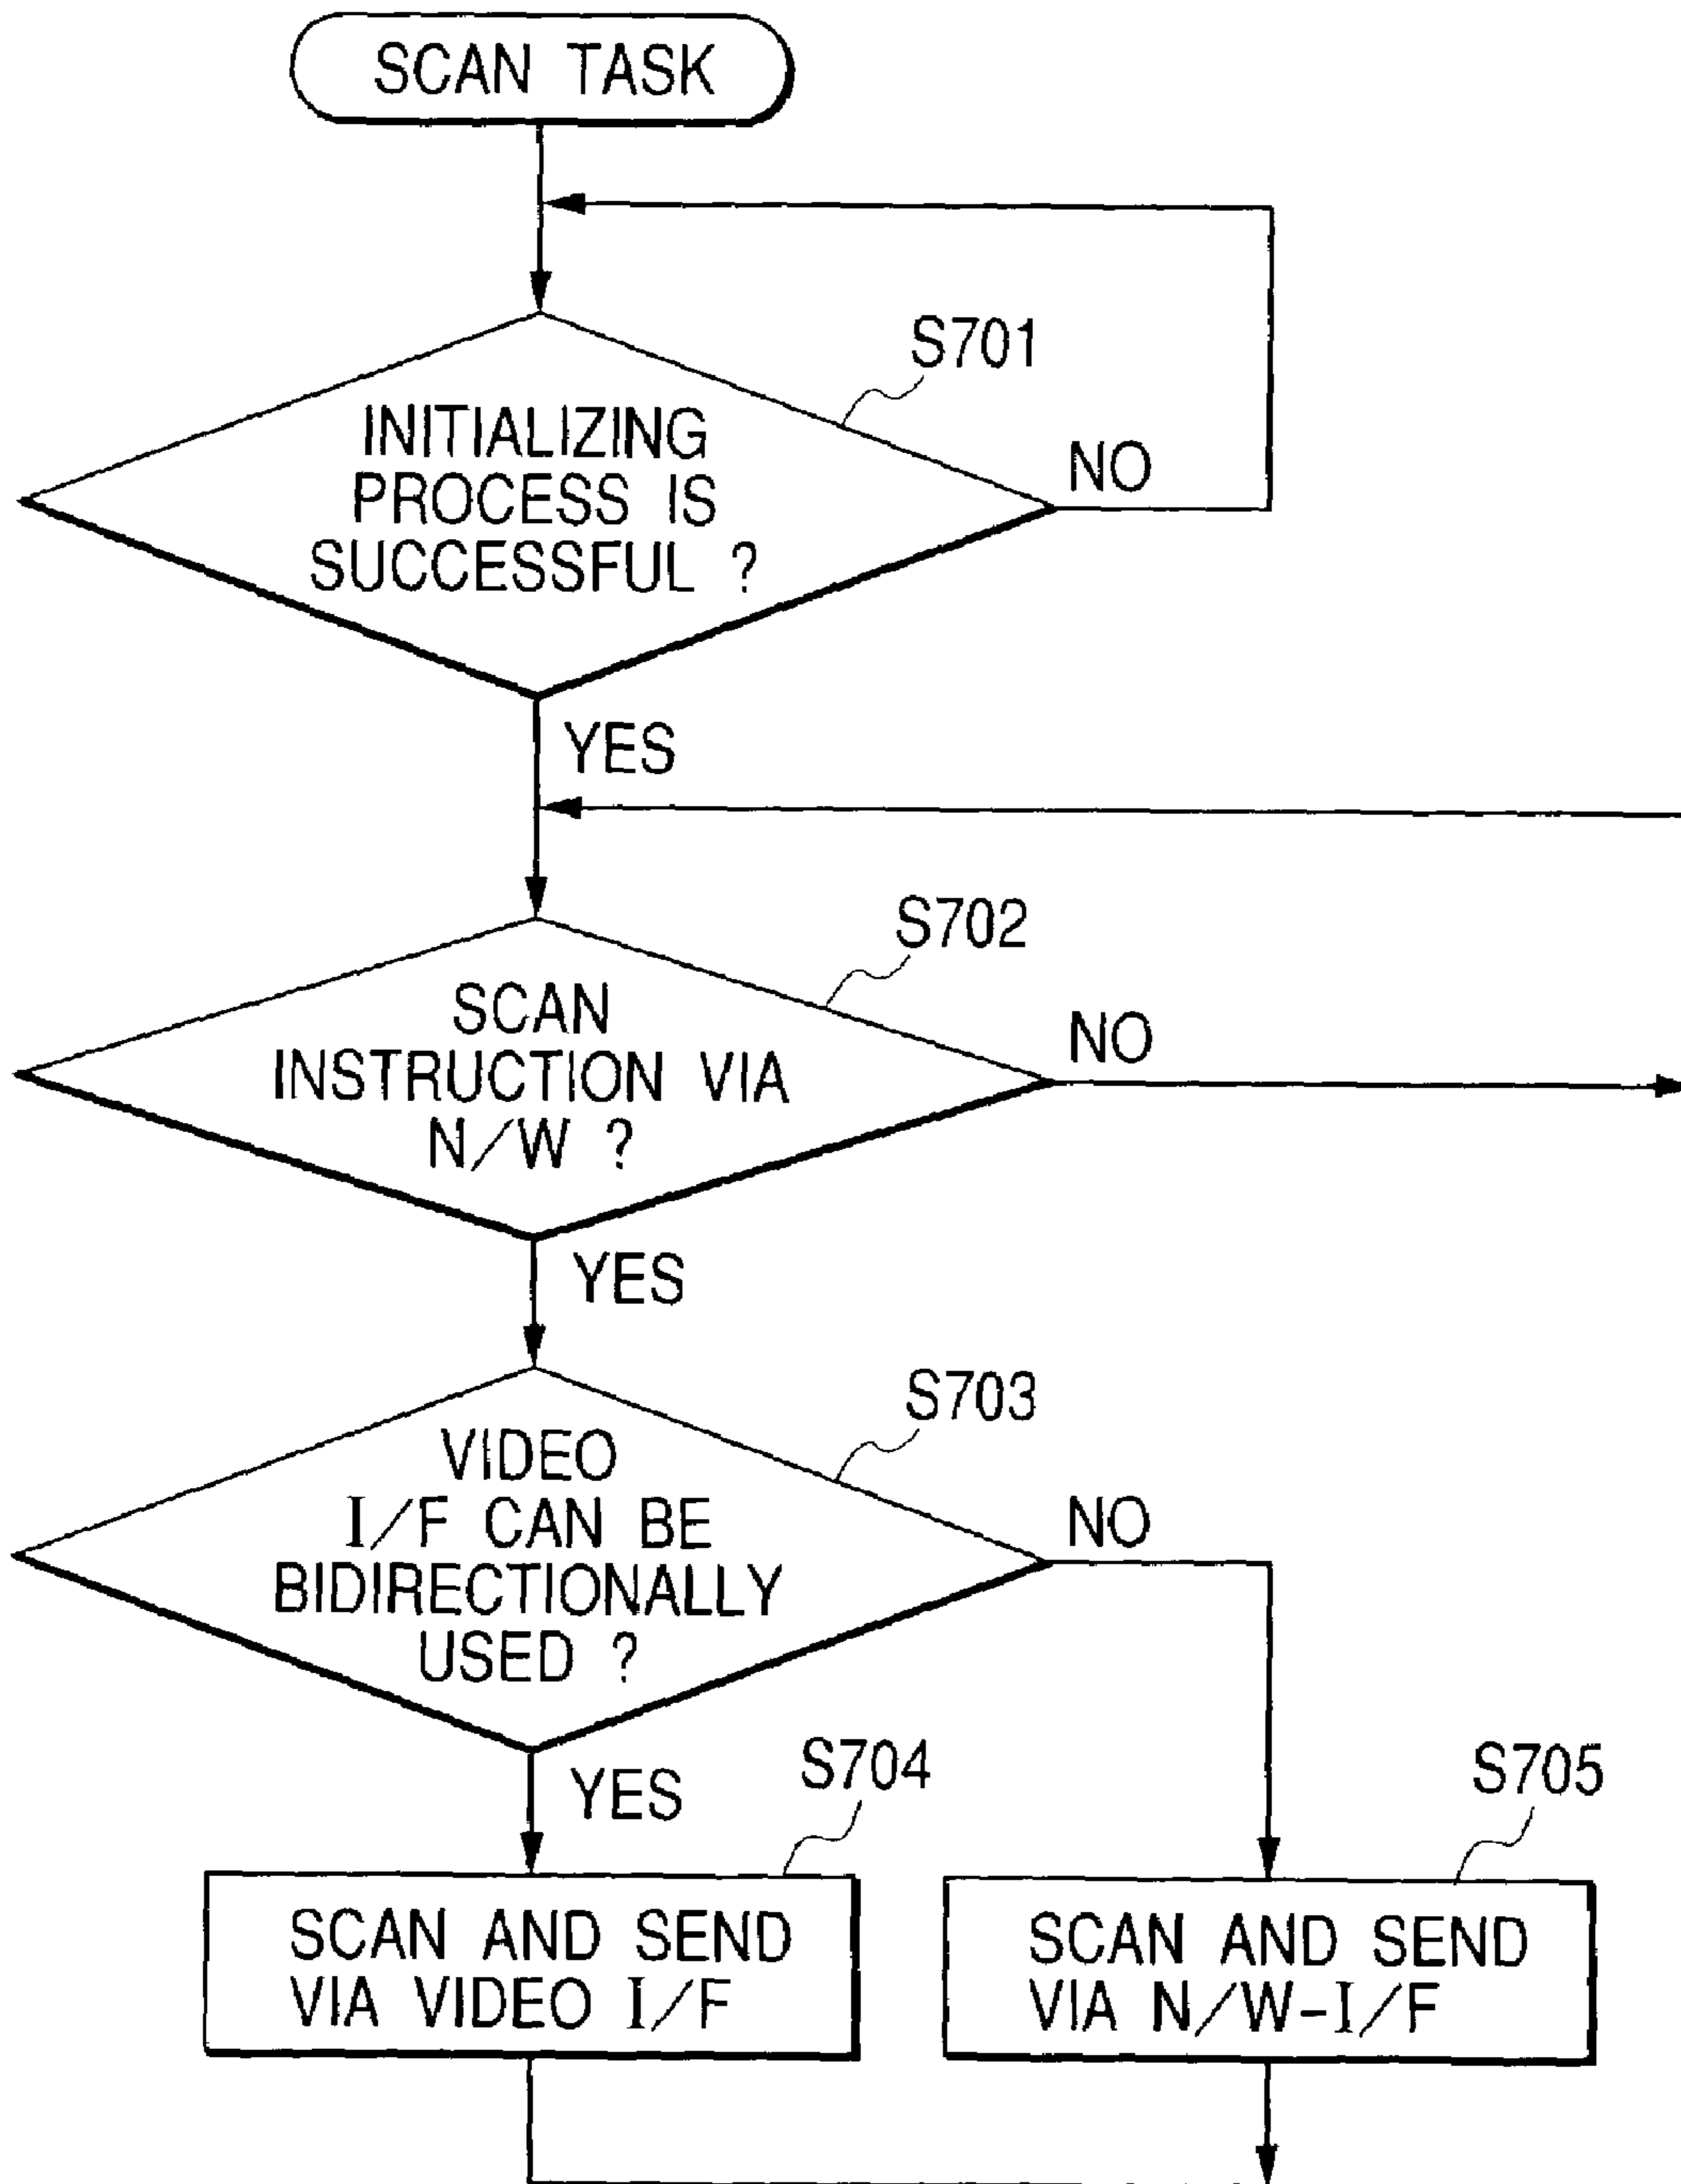 SCAN TASK
S701
INITIALIZING
PROCESS IS
SUCCESSFUL ?
NO
YES
S702
SCAN
INSTRUCTION VIA
N/W ?
NO
YES
S703
VIDEO
I/F CAN BE
BIDIRECTIONALLY
USED ?
NO
YES
S704
SCAN AND SEND
VIA VIDEO I/F
S705
SCAN AND SEND
VIA N/W-I/F